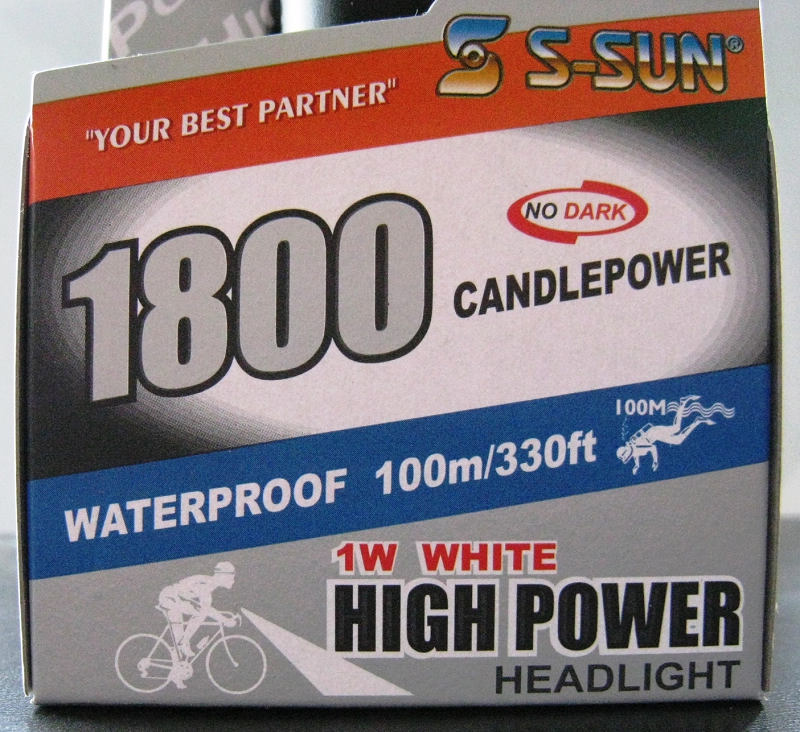 S-SUN®
"YOUR BEST PARTNER"
NO DARK
1800 CANDLEPOWER
100M
WATERPROOF 100m/330ft
1W WHITE
HIGH POWER
HEADLIGHT